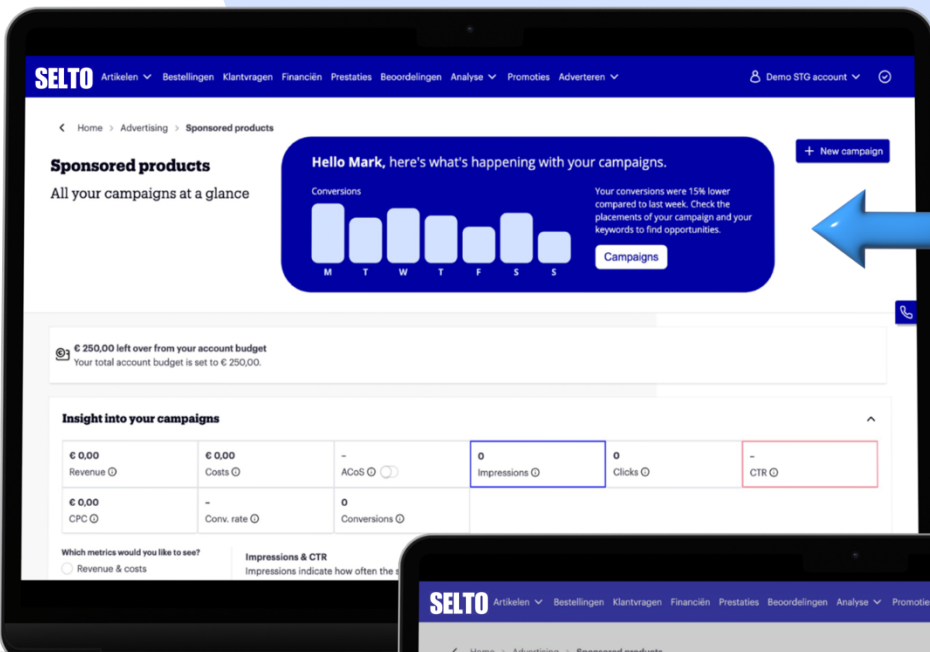 SELTO Artikelen Bestellingen Klantvragen Financiën Prestaties Beoordelingen Analyse Promoties Adverteren Demo STG account
Home > Advertising > Sponsored products
Sponsored products
All your campaigns at a glance
Hello Mark, here's what's happening with your campaigns.
Conversions
M T W T F S S
Your conversions were 15% lower
compared to last week. Check the
placements of your campaign and your
keywords to find opportunities.
Campaigns
+ New campaign
€ 250,00 left over from your account budget
Your total account budget is set to € 250,00.
Insight into your campaigns
€ 0,00 € 0,00 – 0 0 –
Revenue Costs ACoS Impressions Clicks CTR
€ 0,00 – 0
CPC Conv. rate Conversions
Which metrics would you like to see?
Revenue & costs
Impressions & CTR
Impressions indicate how often the
SELTO Artikelen Bestellingen Klantvragen Financiën Prestaties Beoordelingen Analyse Promotie
Home > Advertising > Sponsored products